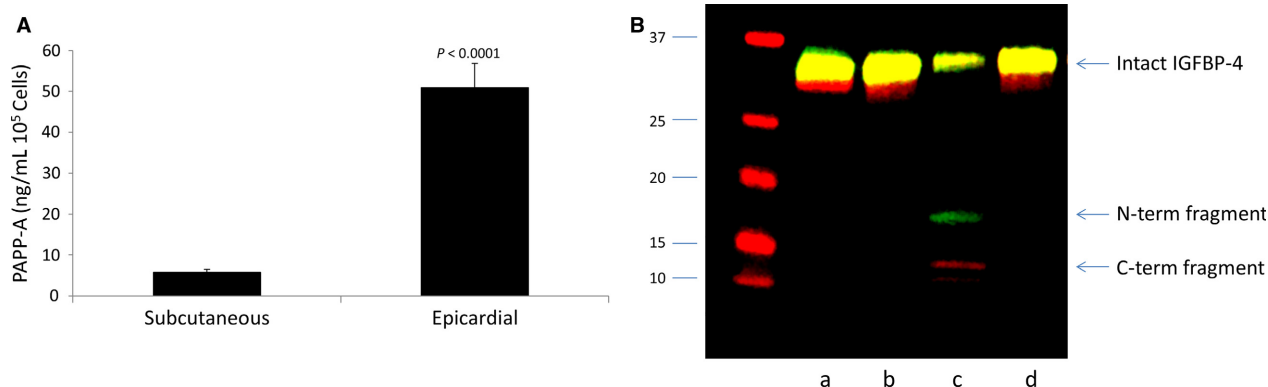 A
PAPP-A (ng/mL 10⁵ Cells)
60
50
40
30
20
10
0
P < 0.0001
Subcutaneous
Epicardial
B
37
25
20
15
10
Intact IGFBP-4
N-term fragment
C-term fragment
a b c d